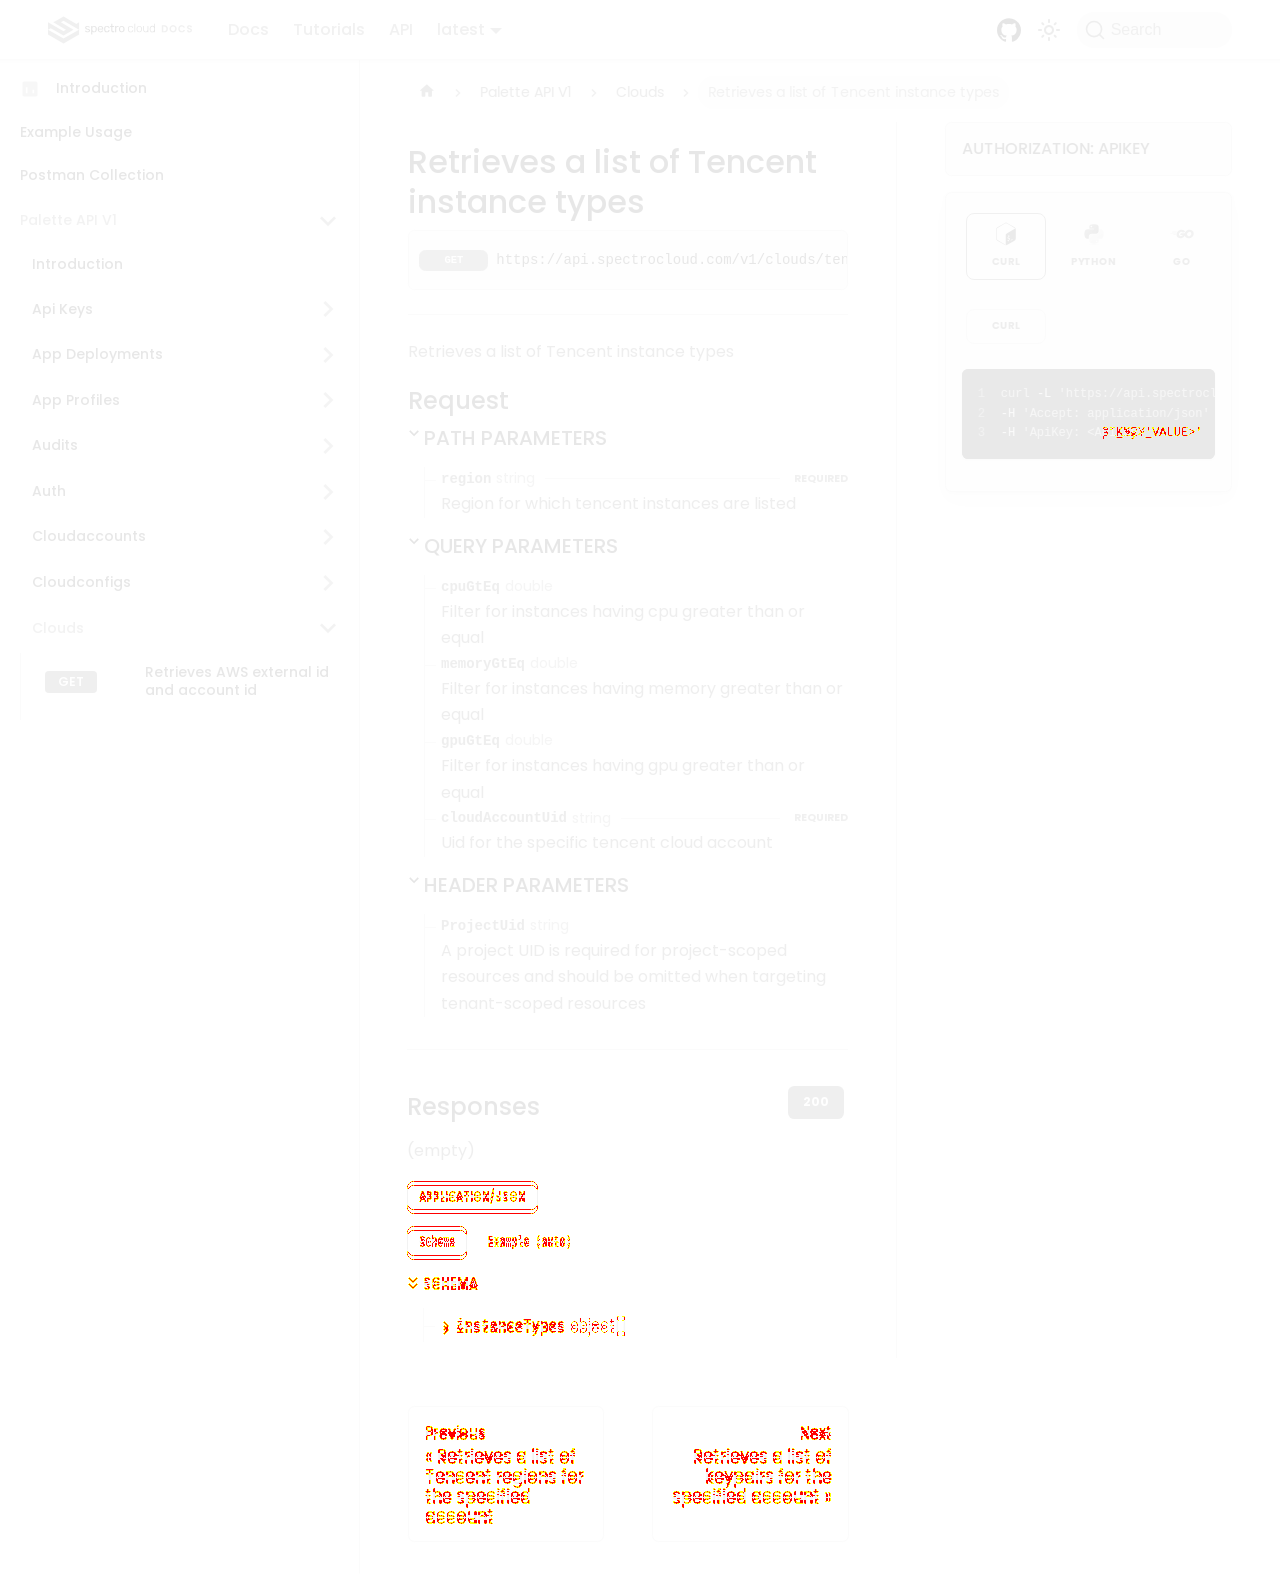 spectro cloud DOCS
Docs
Tutorials
API
latest
Search
Introduction
Example Usage
Postman Collection
Palette API V1
Introduction
Api Keys
App Deployments
App Profiles
Audits
Auth
Cloudaccounts
Cloudconfigs
Clouds
GET
Retrieves AWS external id
and account id
Palette API V1
Clouds
Retrieves a list of Tencent instance types
Retrieves a list of Tencent
instance types
GET https://api.spectrocloud.com/v1/clouds/ten
Retrieves a list of Tencent instance types
Request
PATH PARAMETERS
region string REQUIRED
Region for which tencent instances are listed
QUERY PARAMETERS
cpuGtEq double
Filter for instances having cpu greater than or
equal
memoryGtEq double
Filter for instances having memory greater than or
equal
gpuGtEq double
Filter for instances having gpu greater than or
equal
cloudAccountUid string REQUIRED
Uid for the specific tencent cloud account
HEADER PARAMETERS
ProjectUid string
A project UID is required for project-scoped
resources and should be omitted when targeting
tenant-scoped resources
Responses
200
(empty)
APPLICATION/JSON
Schema
Example (auto)
SCHEMA
instanceTypes object[]
Previous
« Retrieves a list of
Tencent regions for
the specified
account
Next
Retrieves a list of
keypairs for the
specified account »
AUTHORIZATION: APIKEY
CURL
PYTHON
GO
GO
CURL
1 curl -L 'https://api.spectrocl
2 -H 'Accept: application/json'
3 -H 'ApiKey: VALUE>'